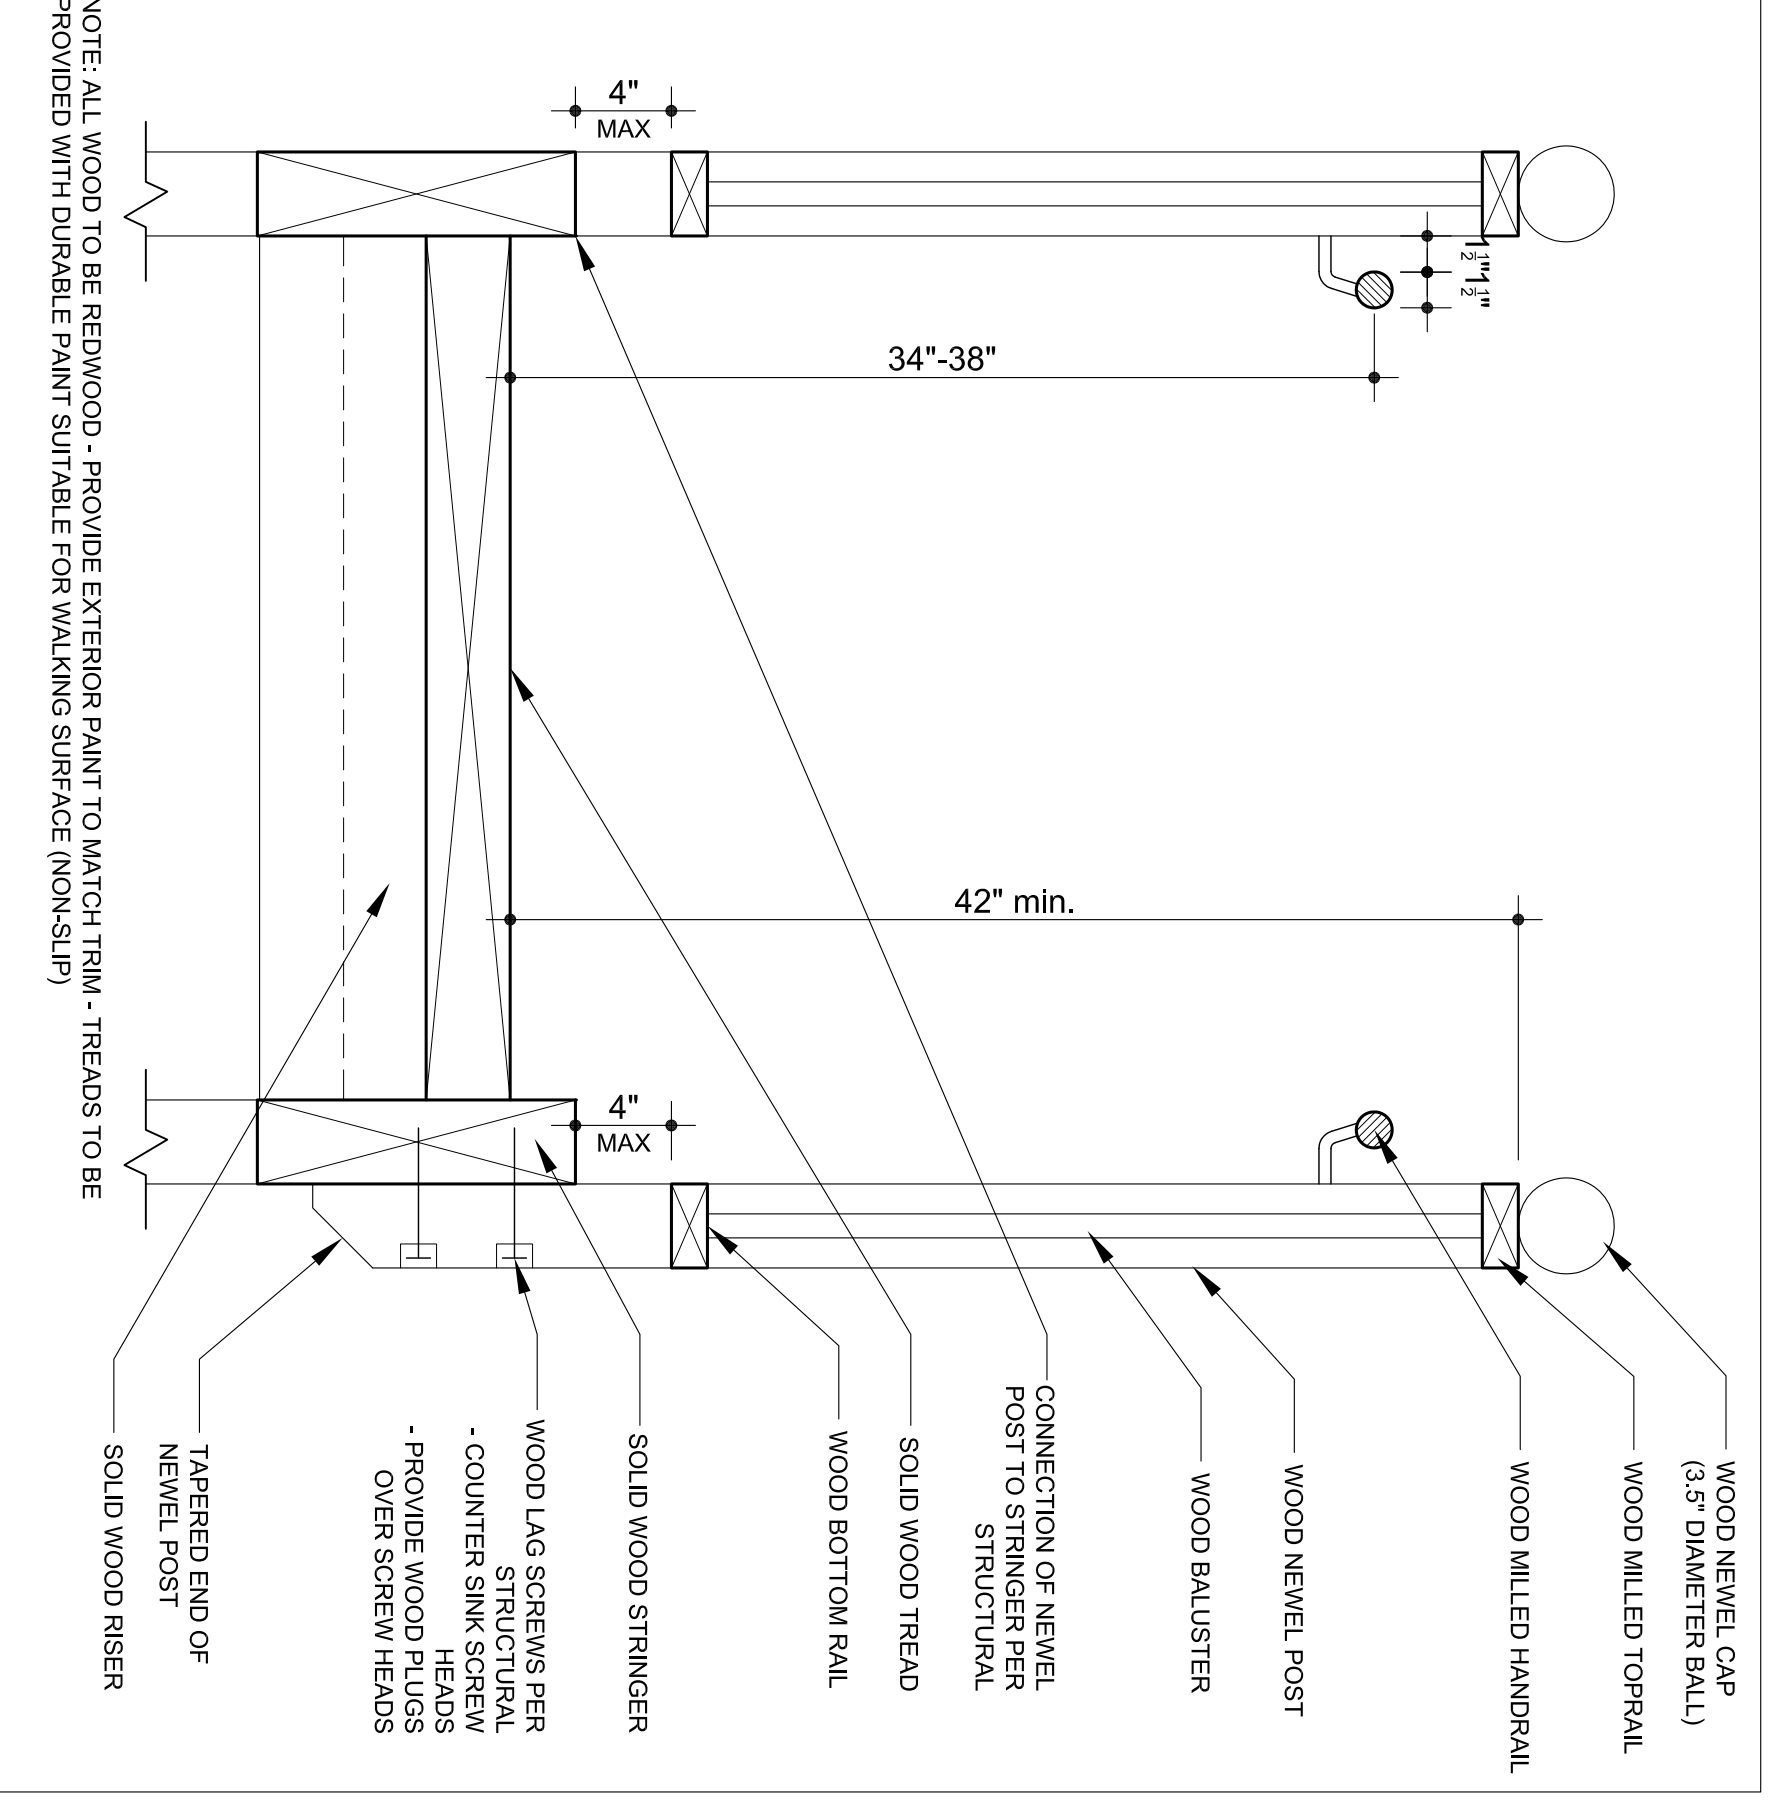 WOOD NEWEL CAP
(3.5" DIAMETER BALL)
WOOD MILLED TOPRAIL
WOOD MILLED HANDRAIL
WOOD NEWEL POST
WOOD BALUSTER
CONNECTION OF NEWEL
POST TO STRINGER PER
STRUCTURAL
SOLID WOOD TREAD
WOOD BOTTOM RAIL
SOLID WOOD STRINGER
WOOD LAG SCREWS PER
STRUCTURAL
- COUNTER SINK SCREW
HEADS
- PROVIDE WOOD PLUGS
OVER SCREW HEADS
TAPERED END OF
NEWEL POST
SOLID WOOD RISER
1 1/2" 1 1/2"
34"-38"
42" min.
4"
MAX
4"
MAX
NOTE: ALL WOOD TO BE REDWOOD - PROVIDE EXTERIOR PAINT TO MATCH TRIM - TREADS TO BE
PROVIDED WITH DURABLE PAINT SUITABLE FOR WALKING SURFACE (NON-SLIP)